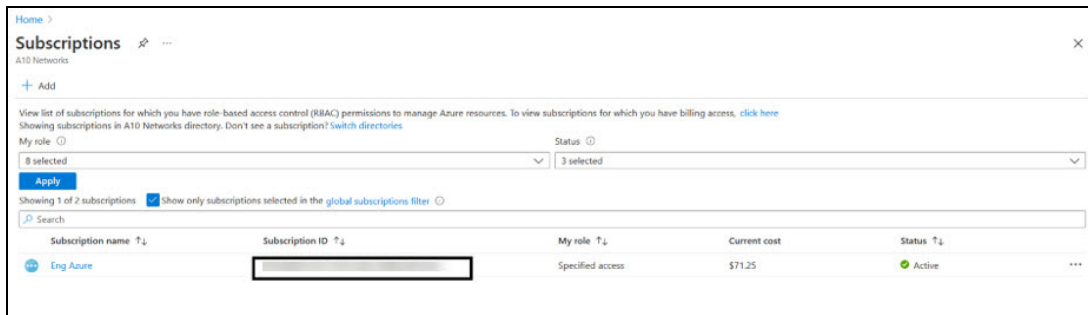 Home >
Subscriptions
A10 Networks
+ Add
View list of subscriptions for which you have role-based access control (RBAC) permissions to manage Azure resources. To view subscriptions for which you have billing access, click here
Showing subscriptions in A10 Networks directory. Don't see a subscription? Switch directories
My role Status
8 selected 3 selected
Apply
Showing 1 of 2 subscriptions Show only subscriptions selected in the global subscriptions filter
Search
Subscription name ↑↓ Subscription ID ↑↓ My role ↑↓ Current cost Status ↑↓
Eng Azure Specified access $71.25 Active